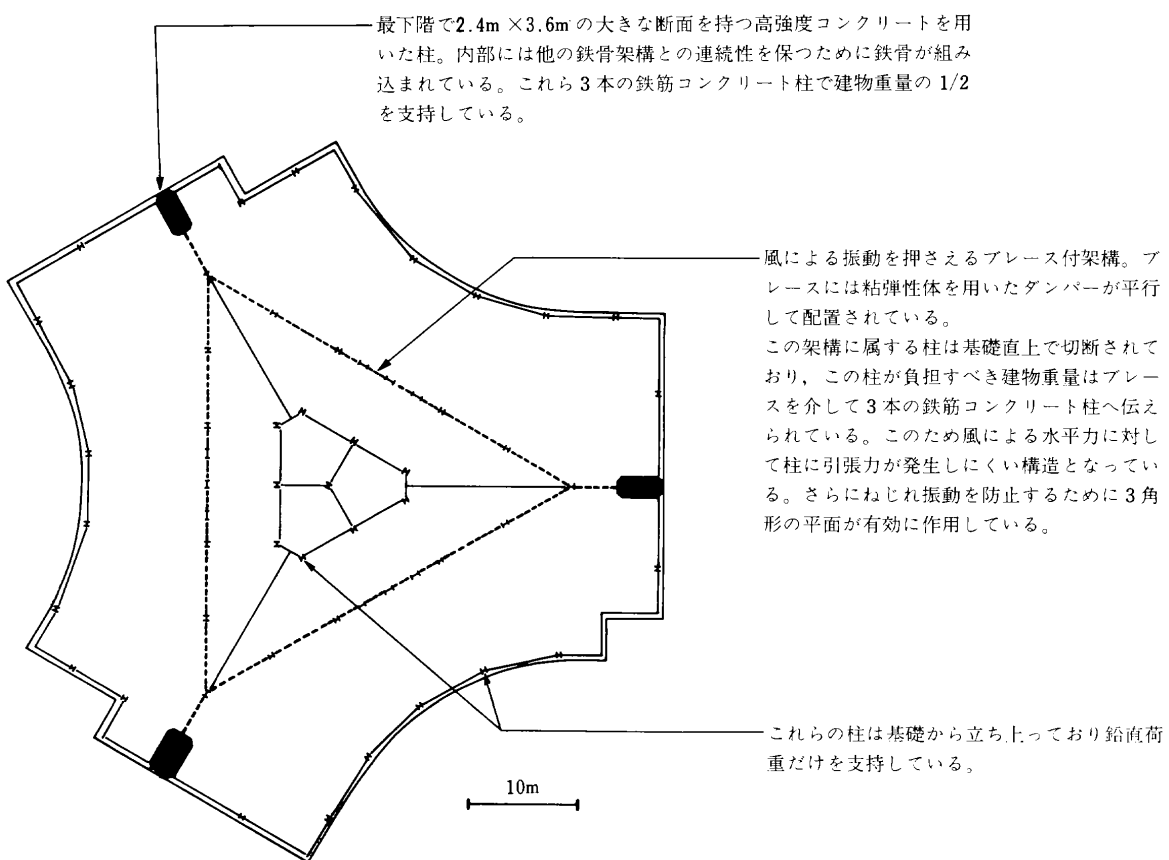 最下階で2.4m×3.6mの大きな断面を持つ高強度コンクリートを用
いた柱。内部には他の鉄骨架構との連続性を保つために鉄骨が組み
込まれている。これら3本の鉄筋コンクリート柱で建物重量の1/2
を支持している。
風による振動を押さえるブレース付架構。ブ
レースには粘弾性体を用いたダンパーが平行
して配置されている。
この架構に属する柱は基礎直上で切断されて
おり，この柱が負担すべき建物重量はブレー
スを介して3本の鉄筋コンクリート柱へ伝え
られている。このため風による水平力に対し
て柱に引張力が発生しにくい構造となってい
る。さらにねじれ振動を防止するために3角
形の平面が有効に作用している。
これらの柱は基礎から立ち上っており鉛直荷
重だけを支持している。
10m